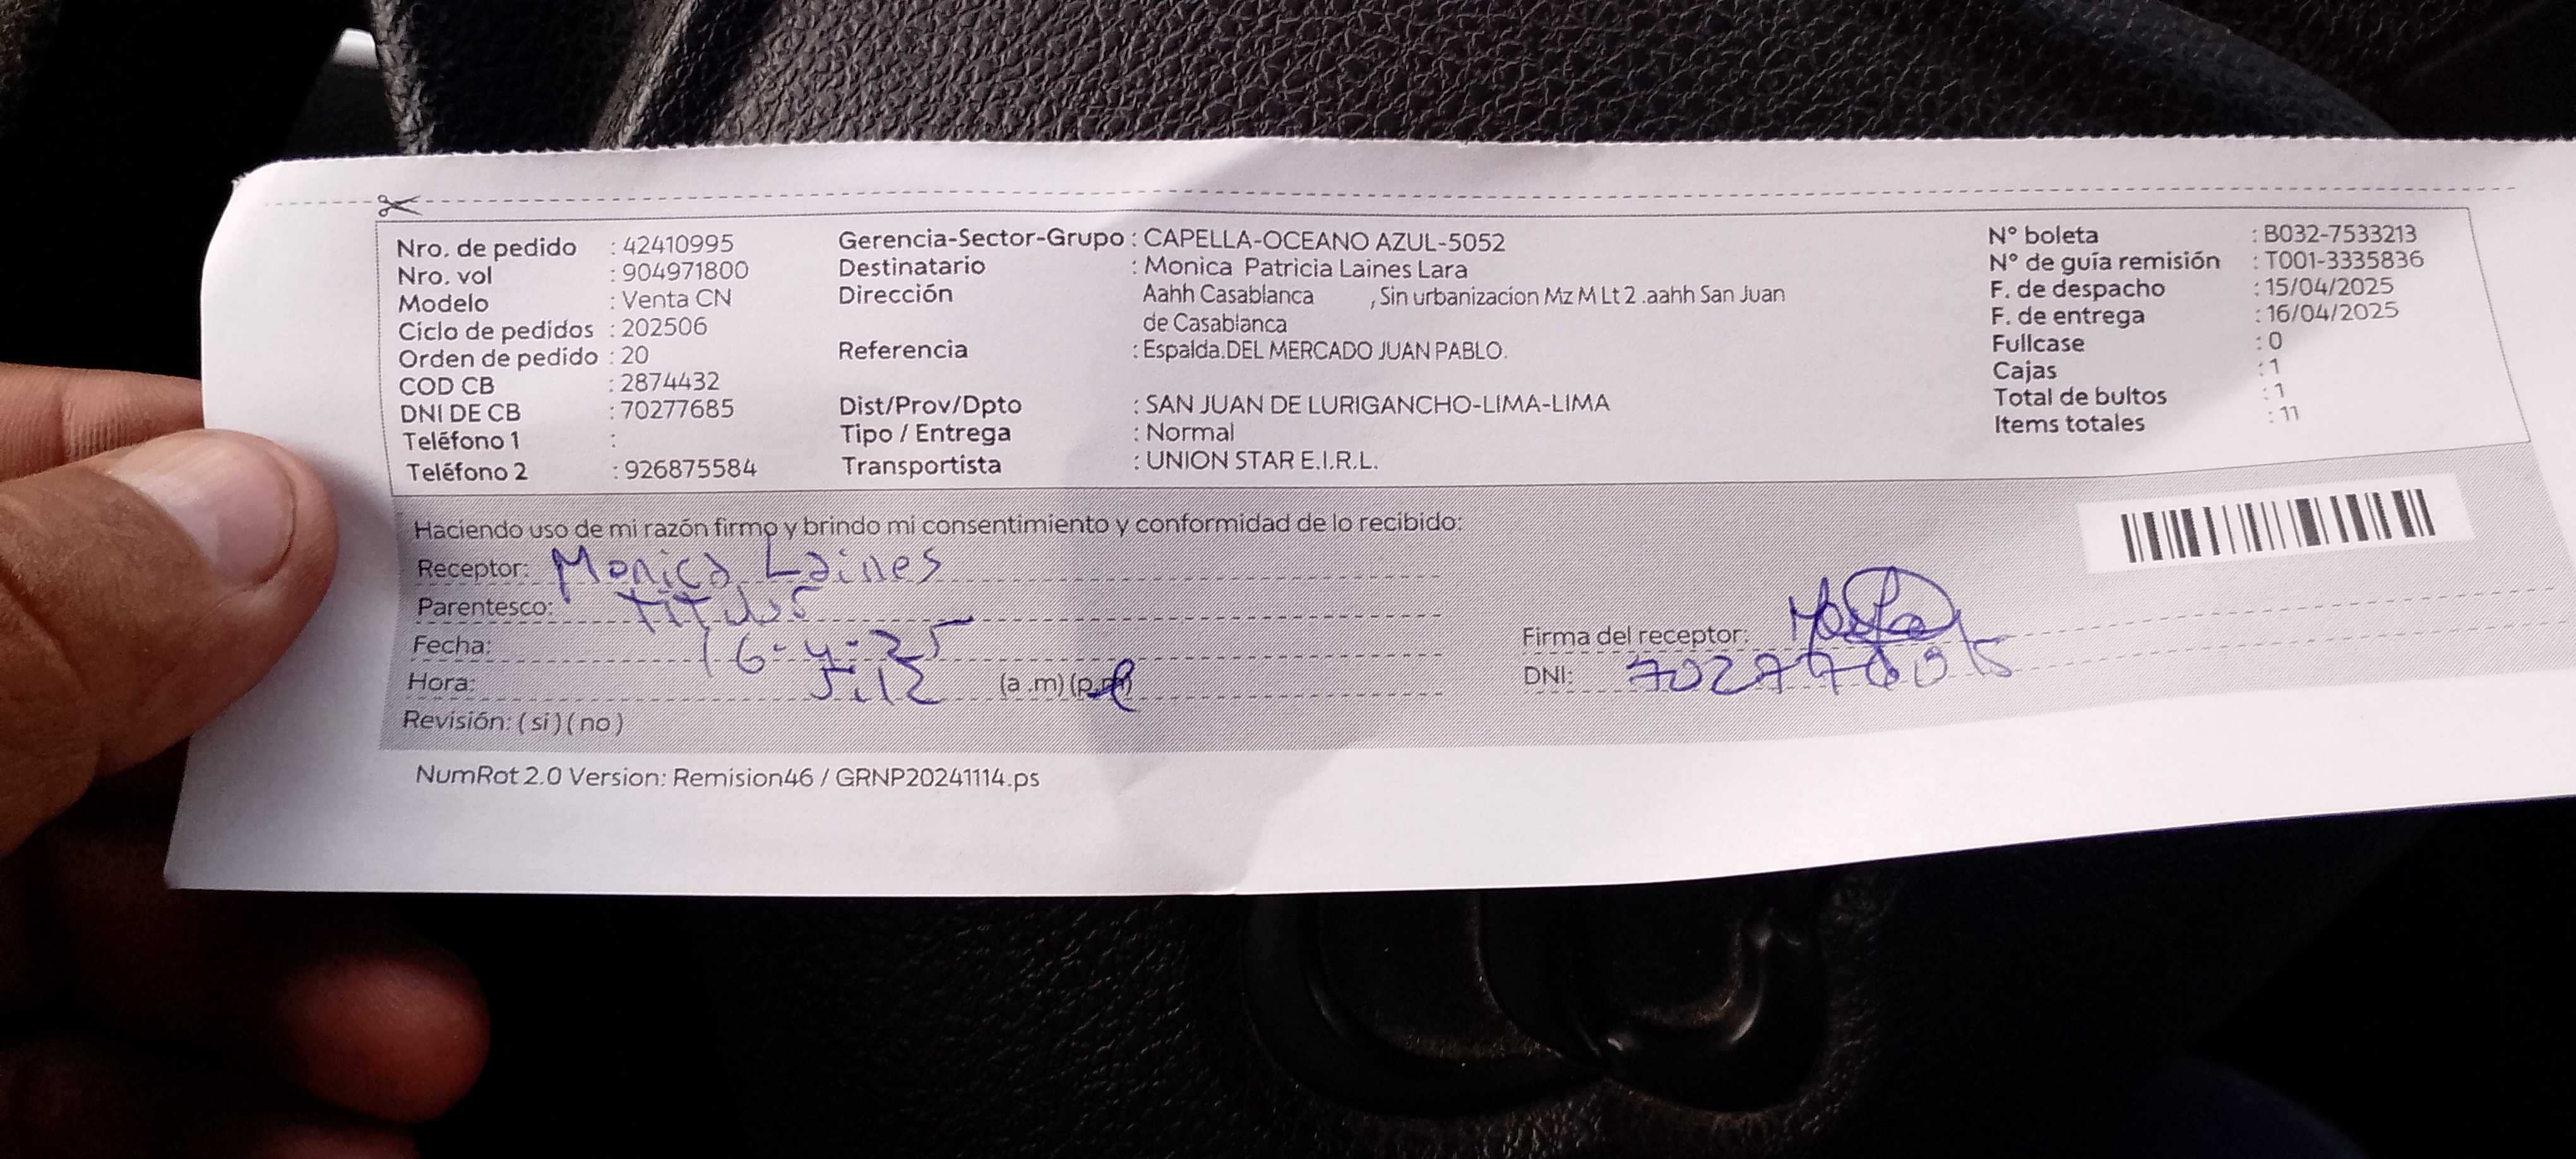 Nro. de pedido : 42410995
Nro. vol : 904971800
Modelo : Venta CN
Ciclo de pedidos : 202506
Orden de pedido : 20
COD CB : 2874432
DNI DE CB : 70277685
Teléfono 1 :
Teléfono 2 : 926875584
Gerencia-Sector-Grupo : CAPELLA-OCEANO AZUL-5052
Destinatario : Monica Patricia Laines Lara
Dirección Aahh Casablanca , Sin urbanizacion Mz M Lt 2 .aahh San Juan
de Casablanca
Referencia : Espalda.DEL MERCADO JUAN PABLO.
Dist/Prov/Dpto : SAN JUAN DE LURIGANCHO-LIMA-LIMA
Tipo / Entrega : Normal
Transportista : UNION STAR E.I.R.L.
N° boleta : B032-7533213
N° de guía remisión : T001-3335836
F. de despacho : 15/04/2025
F. de entrega : 16/04/2025
Fullcase : 0
Cajas : 1
Total de bultos : 1
Items totales : 11
Haciendo uso de mi razón firmo y brindo mi consentimiento y conformidad de lo recibido:
Receptor: Monica Laines
Parentesco:
Fecha: 16-4-25
Hora: 5:12 (a .m) (p.m)
Revisión: ( si ) ( no )
Firma del receptor:
DNI:
NumRot 2.0 Version: Remision46 / GRNP20241114.ps